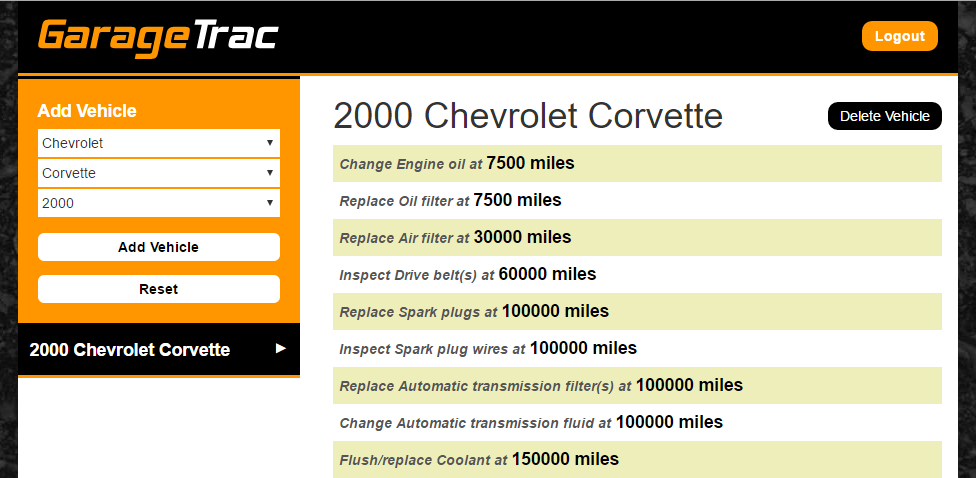 GarageTrac
Logout
Add Vehicle
Chevrolet
Corvette
2000
Add Vehicle
Reset
2000 Chevrolet Corvette
2000 Chevrolet Corvette
Delete Vehicle
Change Engine oil at 7500 miles
Replace Oil filter at 7500 miles
Replace Air filter at 30000 miles
Inspect Drive belt(s) at 60000 miles
Replace Spark plugs at 100000 miles
Inspect Spark plug wires at 100000 miles
Replace Automatic transmission filter(s) at 100000 miles
Change Automatic transmission fluid at 100000 miles
Flush/replace Coolant at 150000 miles